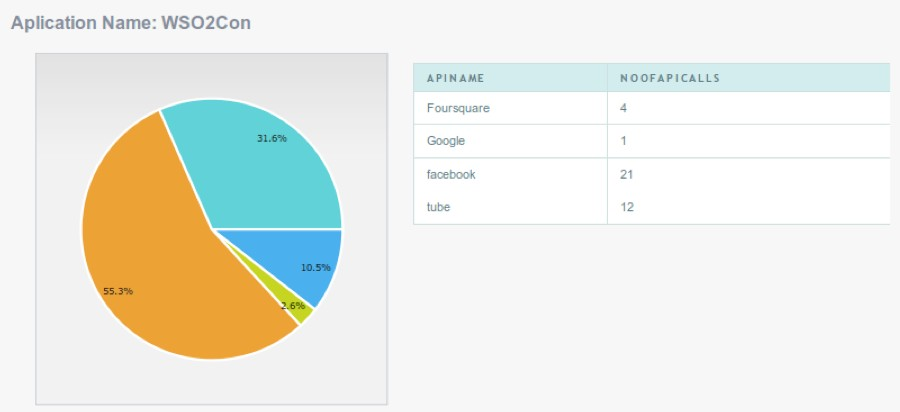 Aplication Name: WSO2Con
31.6%
10.5%
55.3%
2.6%
APINAME NOOFAPICALLS
Foursquare 4
Google 1
facebook 21
tube 12